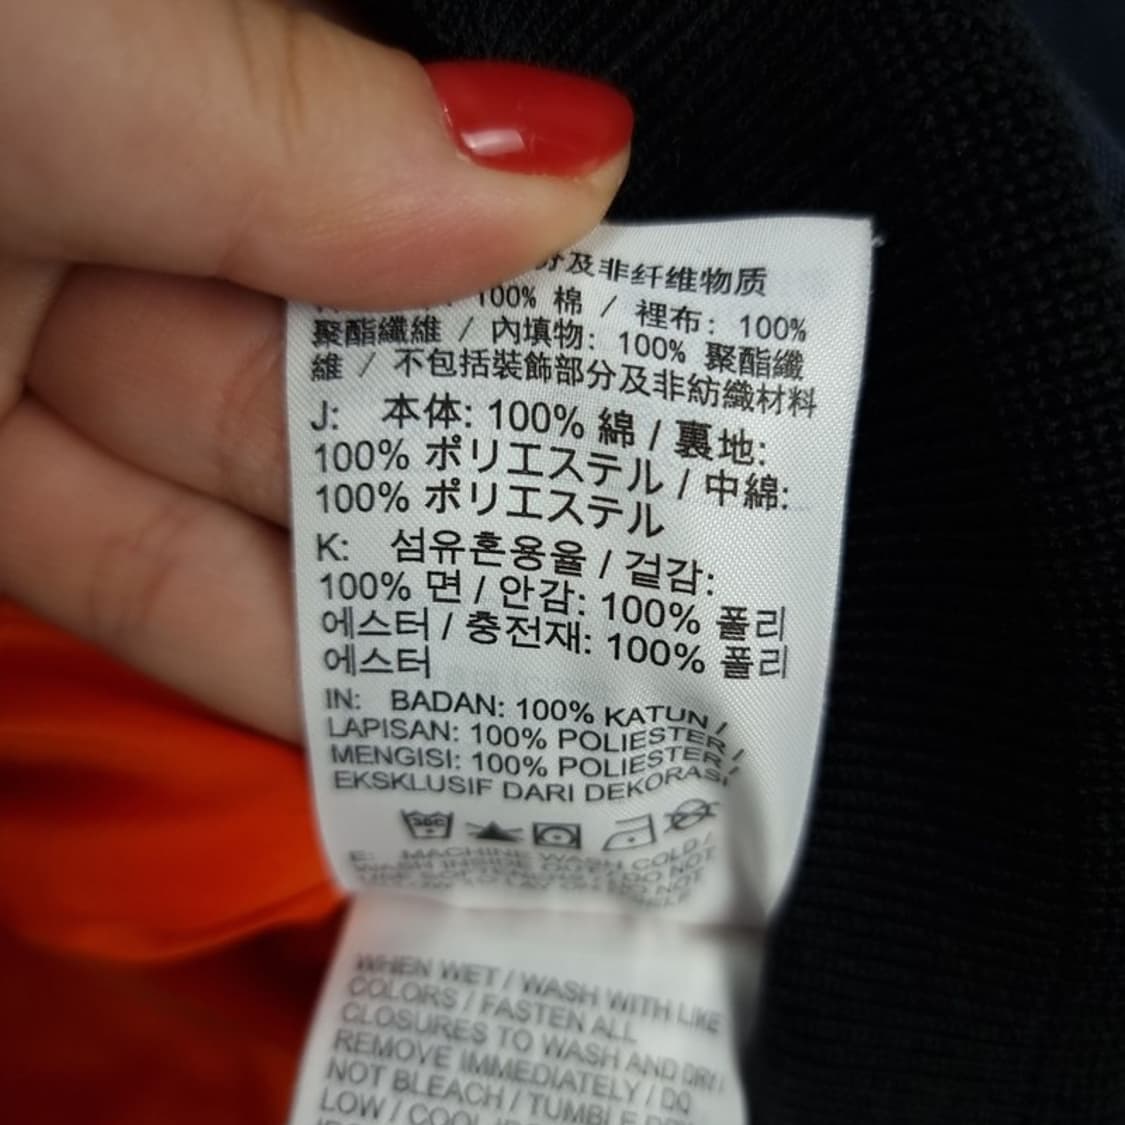 分及非纤维物质
100% 棉 / 裡布: 100%
聚酯纖維 / 內填物: 100% 聚酯纖
維 / 不包括裝飾部分及非紡織材料
J: 本体: 100% 綿 / 裏地:
100% ポリエステル / 中綿:
100% ポリエステル
K: 섬유혼용율 / 겉감:
100% 면 / 안감: 100% 폴리
에스터 / 충전재: 100% 폴리
에스터
IN: BADAN: 100% KATUN /
LAPISAN: 100% POLIESTER /
MENGISI: 100% POLIESTER /
EKSKLUSIF DARI DEKORASI
E: MACHINE WASH COLD /
WASH INSIDE OUT / DO NOT
WHEN WET / WASH WITH LIKE
COLORS / FASTEN ALL
CLOSURES TO WASH AND DRY /
REMOVE IMMEDIATELY / DO
NOT BLEACH / TUMBLE DRY
LOW / COOL